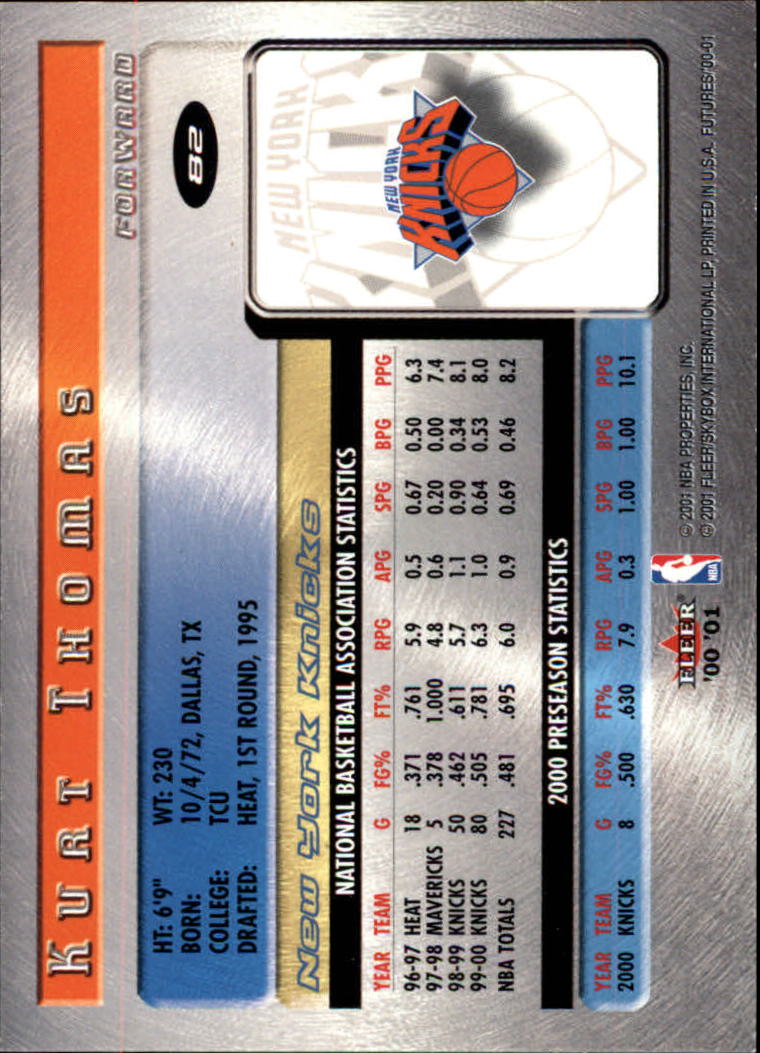 KURT THOMAS
FORWARD
82
HT: 6'9" WT: 230
BORN: 10/4/72, DALLAS, TX
COLLEGE: TCU
DRAFTED: HEAT, 1ST ROUND, 1995
NEW YORK
NEW YORK
KNICKS
New York Knicks
NATIONAL BASKETBALL ASSOCIATION STATISTICS
YEAR TEAM G FG% FT% RPG APG SPG BPG PPG
96-97 HEAT 18 .371 .761 5.9 0.5 0.67 0.50 6.3
97-98 MAVERICKS 5 .378 1.000 4.8 0.6 0.20 0.00 7.4
98-99 KNICKS 50 .462 .611 5.7 1.1 0.90 0.34 8.1
99-00 KNICKS 80 .505 .781 6.3 1.0 0.64 0.53 8.0
NBA TOTALS 227 .481 .695 6.0 0.9 0.69 0.46 8.2
2000 PRESEASON STATISTICS
YEAR TEAM G FG% FT% RPG APG SPG BPG PPG
2000 KNICKS 8 .500 .630 7.9 0.3 1.00 1.00 10.1
FLEER®
'00 '01
NBA
© 2001 NBA PROPERTIES, INC.
© 2001 FLEER/SKYBOX INTERNATIONAL LP, PRINTED IN U.S.A. FUTURES'00-01